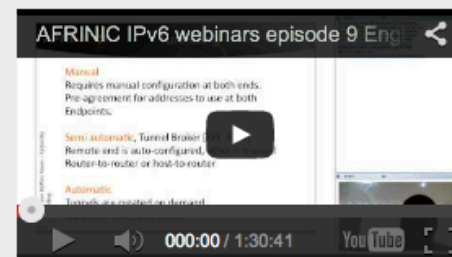 AFRINIC IPv6 webinars episode 9 Eng
Manual
Requires manual configuration at both ends.
Pre-agreement for addresses to use at both
Endpoints.
Semi automatic, Tunnel Broker
Remote end is auto-configured,
Router-to-router or host-to-router
Automatic
Tunnels are created on demand
000:00 / 1:30:41
YouTube